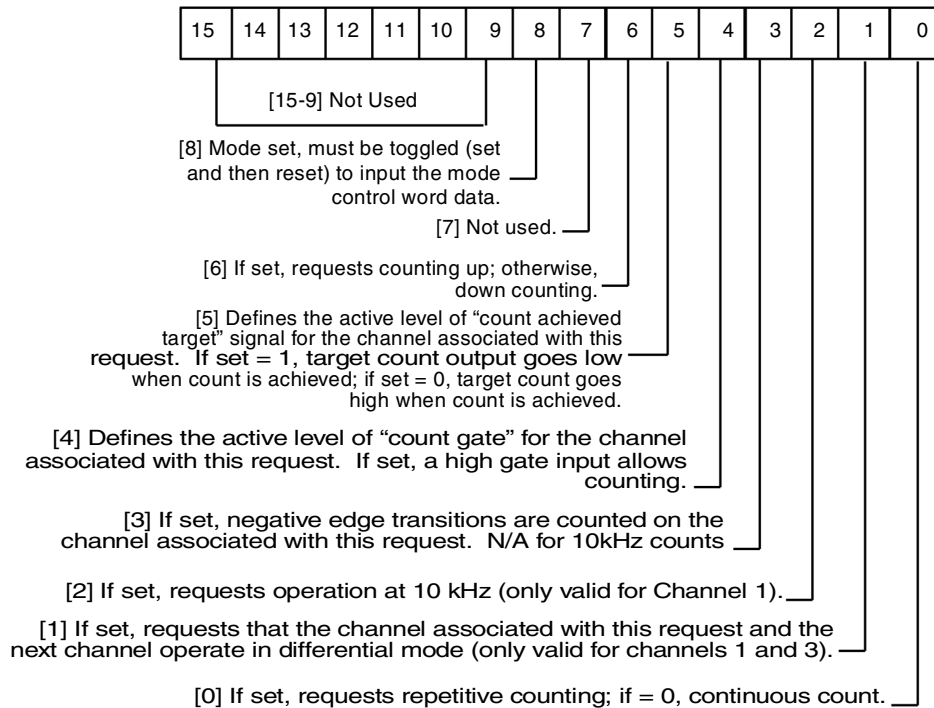 15 14 13 12 11 10 9 8 7 6 5 4 3 2 1 0
[15-9] Not Used
[8] Mode set, must be toggled (set
and then reset) to input the mode
control word data.
[7] Not used.
[6] If set, requests counting up; otherwise,
down counting.
[5] Defines the active level of “count achieved
target” signal for the channel associated with this
request. If set = 1, target count output goes low
when count is achieved; if set = 0, target count goes
high when count is achieved.
[4] Defines the active level of “count gate” for the channel
associated with this request. If set, a high gate input allows
counting.
[3] If set, negative edge transitions are counted on the
channel associated with this request. N/A for 10kHz counts
[2] If set, requests operation at 10 kHz (only valid for Channel 1).
[1] If set, requests that the channel associated with this request and the
next channel operate in differential mode (only valid for channels 1 and 3).
[0] If set, requests repetitive counting; if = 0, continuous count.